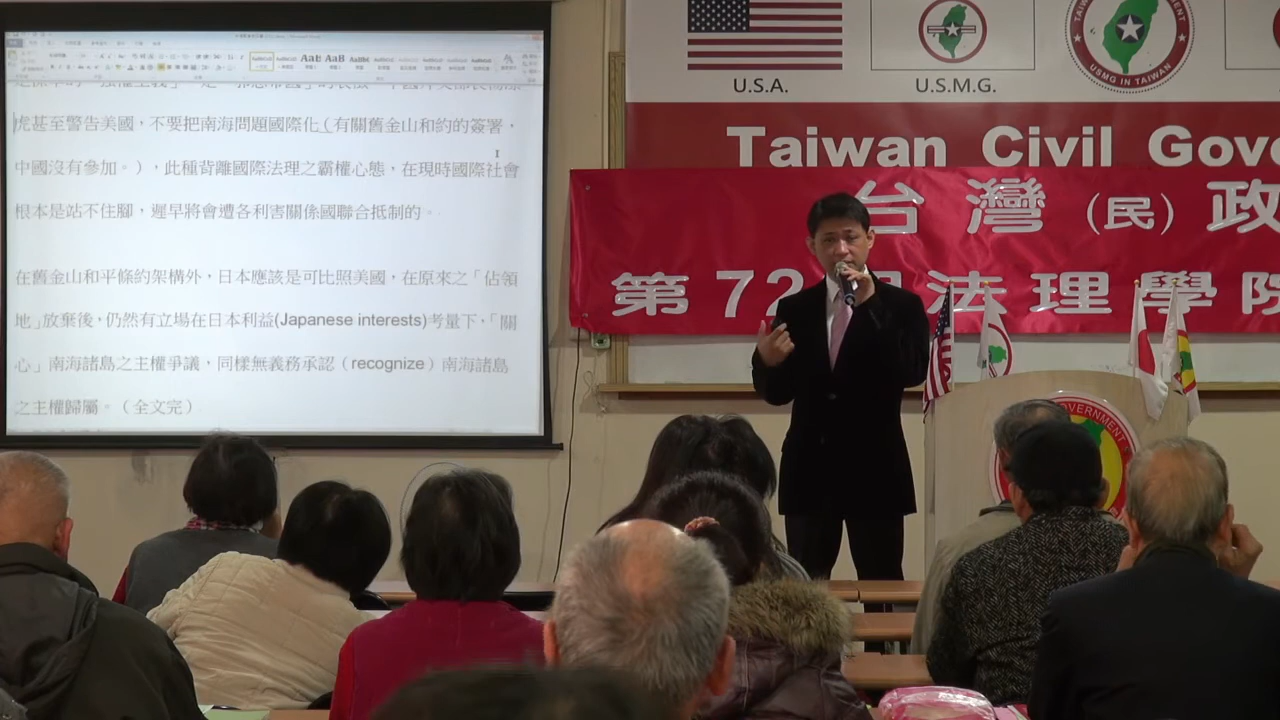 虎甚至警告美國，不要把南海問題國際化（有關舊金山和約的簽署，
中國沒有參加。），此種背離國際法理之霸權心態，在現時國際社會
根本是站不住腳，遲早將會遭各利害關係國聯合抵制的。
在舊金山和平條約架構外，日本應該是可比照美國，在原來之「佔領
地」放棄後，仍然有立場在日本利益(Japanese interests)考量下，「關
心」南海諸島之主權爭議，同樣無義務承認（recognize）南海諸島
之主權歸屬。（全文完）
U.S.A.
U.S.M.G.
USMG IN TAIWAN
Taiwan Civil Gov
台灣（民）政
第72期法理學院